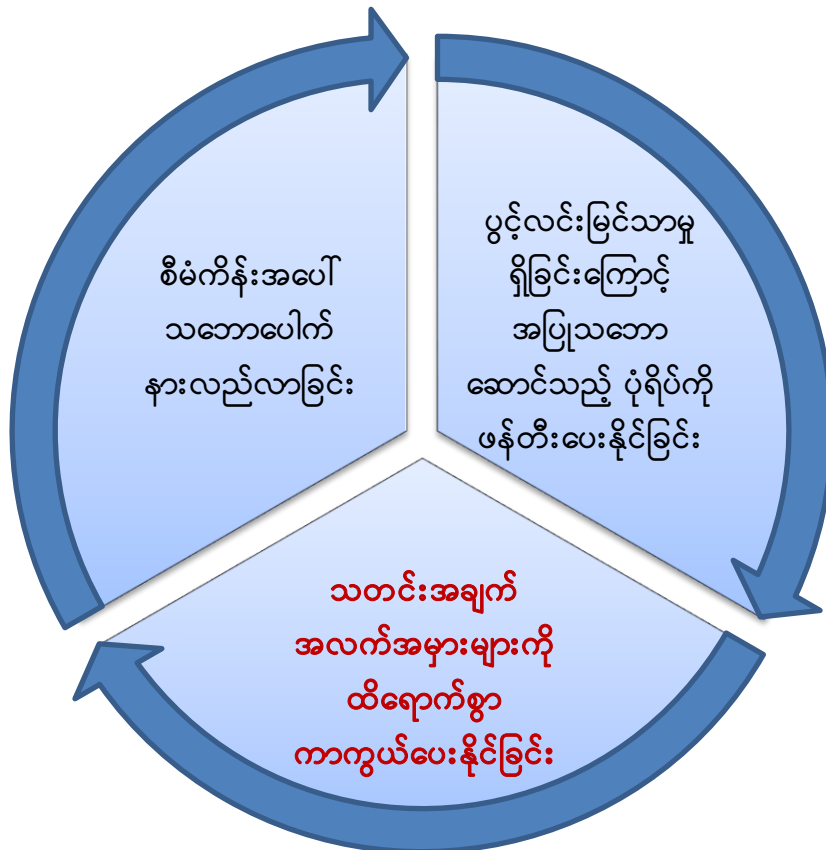 စီမံကိန်းအပေါ်
သဘောပေါက်
နားလည်လာခြင်း
ပွင့်လင်းမြင်သာမှု
ရှိခြင်းကြောင့်
အပြုသဘော
ဆောင်သည့် ပုံရိပ်ကို
ဖန်တီးပေးနိုင်ခြင်း
သတင်းအချက်
အလက်အမှားများကို
ထိရောက်စွာ
ကာကွယ်ပေးနိုင်ခြင်း